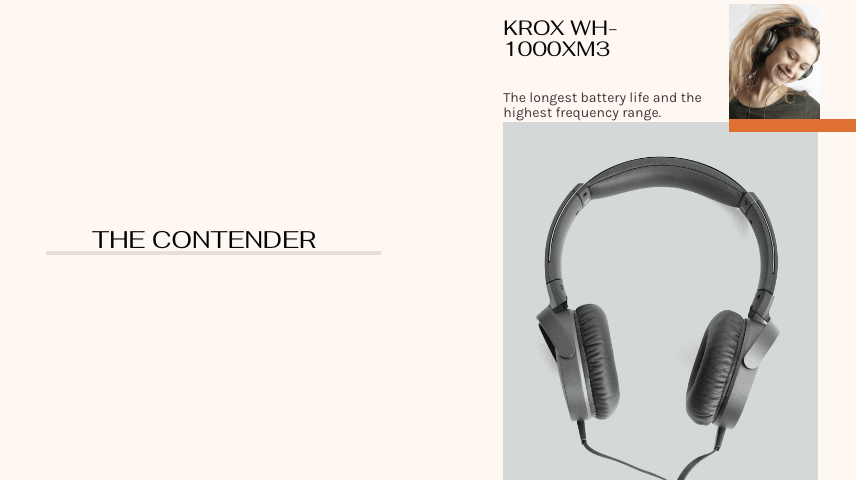 THE CONTENDER
KROX WH-
1000XM3
The longest battery life and the
highest frequency range.